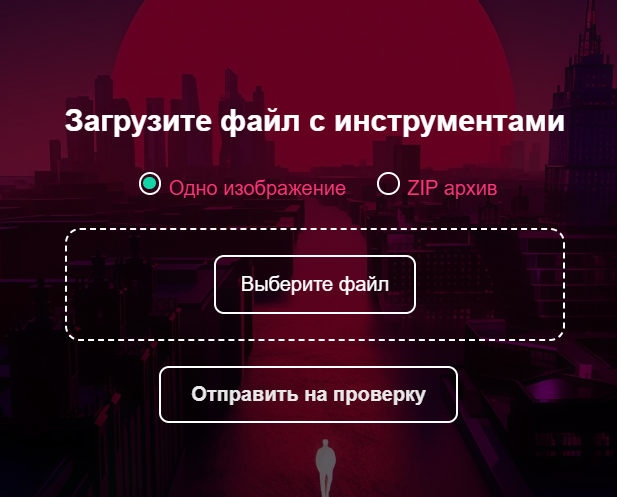 Загрузите файл с инструментами
Одно изображение ZIP архив
Выберите файл
Отправить на проверку